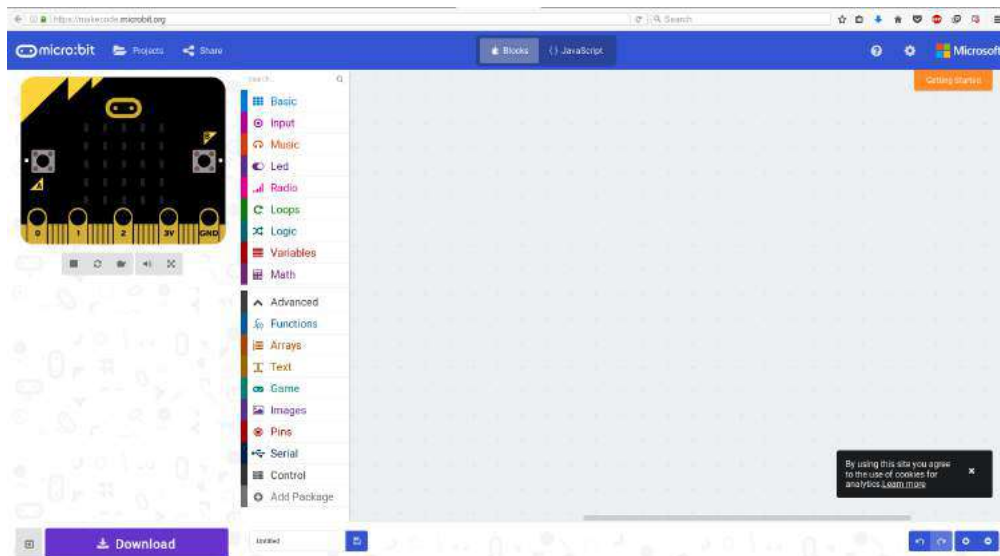 https://makecode.microbit.org
Search
micro:bit Projects Share
Blocks {} JavaScript
Microsoft
Getting Started
Search...
Basic
Input
Music
Led
Radio
Loops
Logic
Variables
Math
Advanced
Functions
Arrays
Text
Game
Images
Pins
Serial
Control
Add Package
B
A
0 1 2 3V GND
By using this site you agree
to the use of cookies for
analytics.Learn more
Download
Untitled